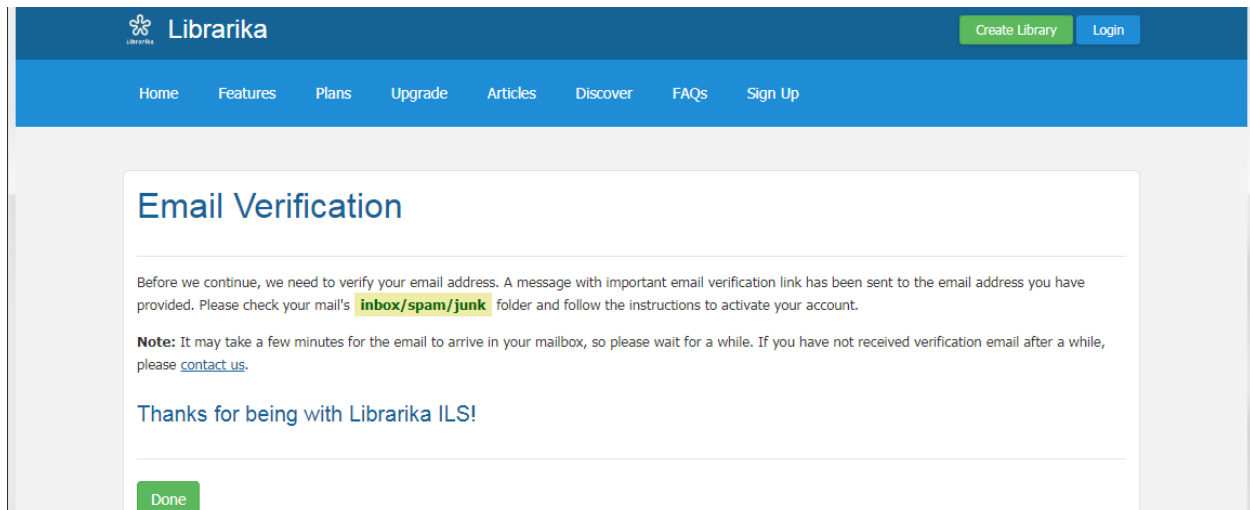 Librarika
Librarika
Create Library
Login
Home
Features
Plans
Upgrade
Articles
Discover
FAQs
Sign Up
Email Verification
Before we continue, we need to verify your email address. A message with important email verification link has been sent to the email address you have
provided. Please check your mail's inbox/spam/junk folder and follow the instructions to activate your account.
Note: It may take a few minutes for the email to arrive in your mailbox, so please wait for a while. If you have not received verification email after a while,
please contact us.
Thanks for being with Librarika ILS!
Done